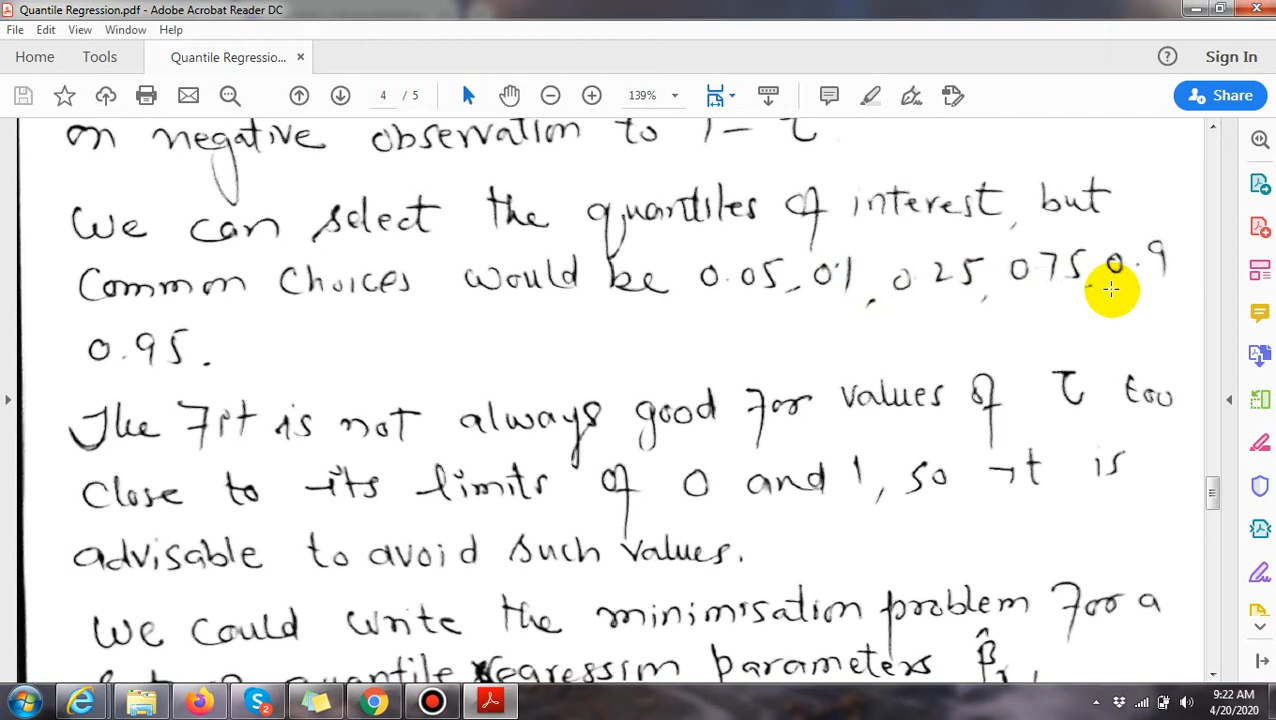 Quantile Regression.pdf - Adobe Acrobat Reader DC
File Edit View Window Help
Home Tools Quantile Regressio... × Sign In
4 / 5 139% Share
on negative observation to 1 - τ
We can select the quantiles of interest, but
Common Choices would be 0.05, 0.1, 0.25, 0.75, 0.9
0.95.
The fit is not always good for values of τ too
Close to its limits of 0 and 1, so it is
advisable to avoid such values.
We could write the minimisation problem for a
quantile regression parameters β̂
9:22 AM
4/20/2020